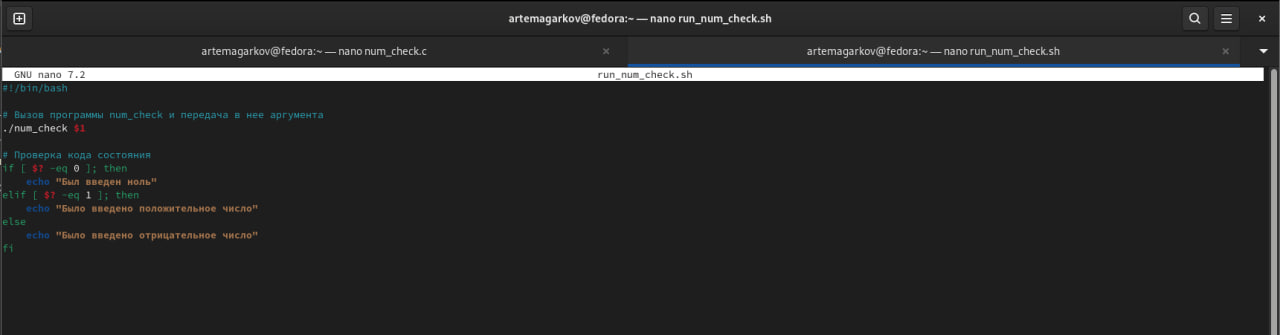 artemagarkov@fedora:~ — nano run_num_check.sh
artemagarkov@fedora:~ — nano num_check.c
artemagarkov@fedora:~ — nano run_num_check.sh
GNU nano 7.2 run_num_check.sh
#!/bin/bash
# Вызов программы num_check и передача в нее аргумента
./num_check $1
# Проверка кода состояния
if [ $? -eq 0 ]; then
    echo "Был введен ноль"
elif [ $? -eq 1 ]; then
    echo "Было введено положительное число"
else
    echo "Было введено отрицательное число"
fi